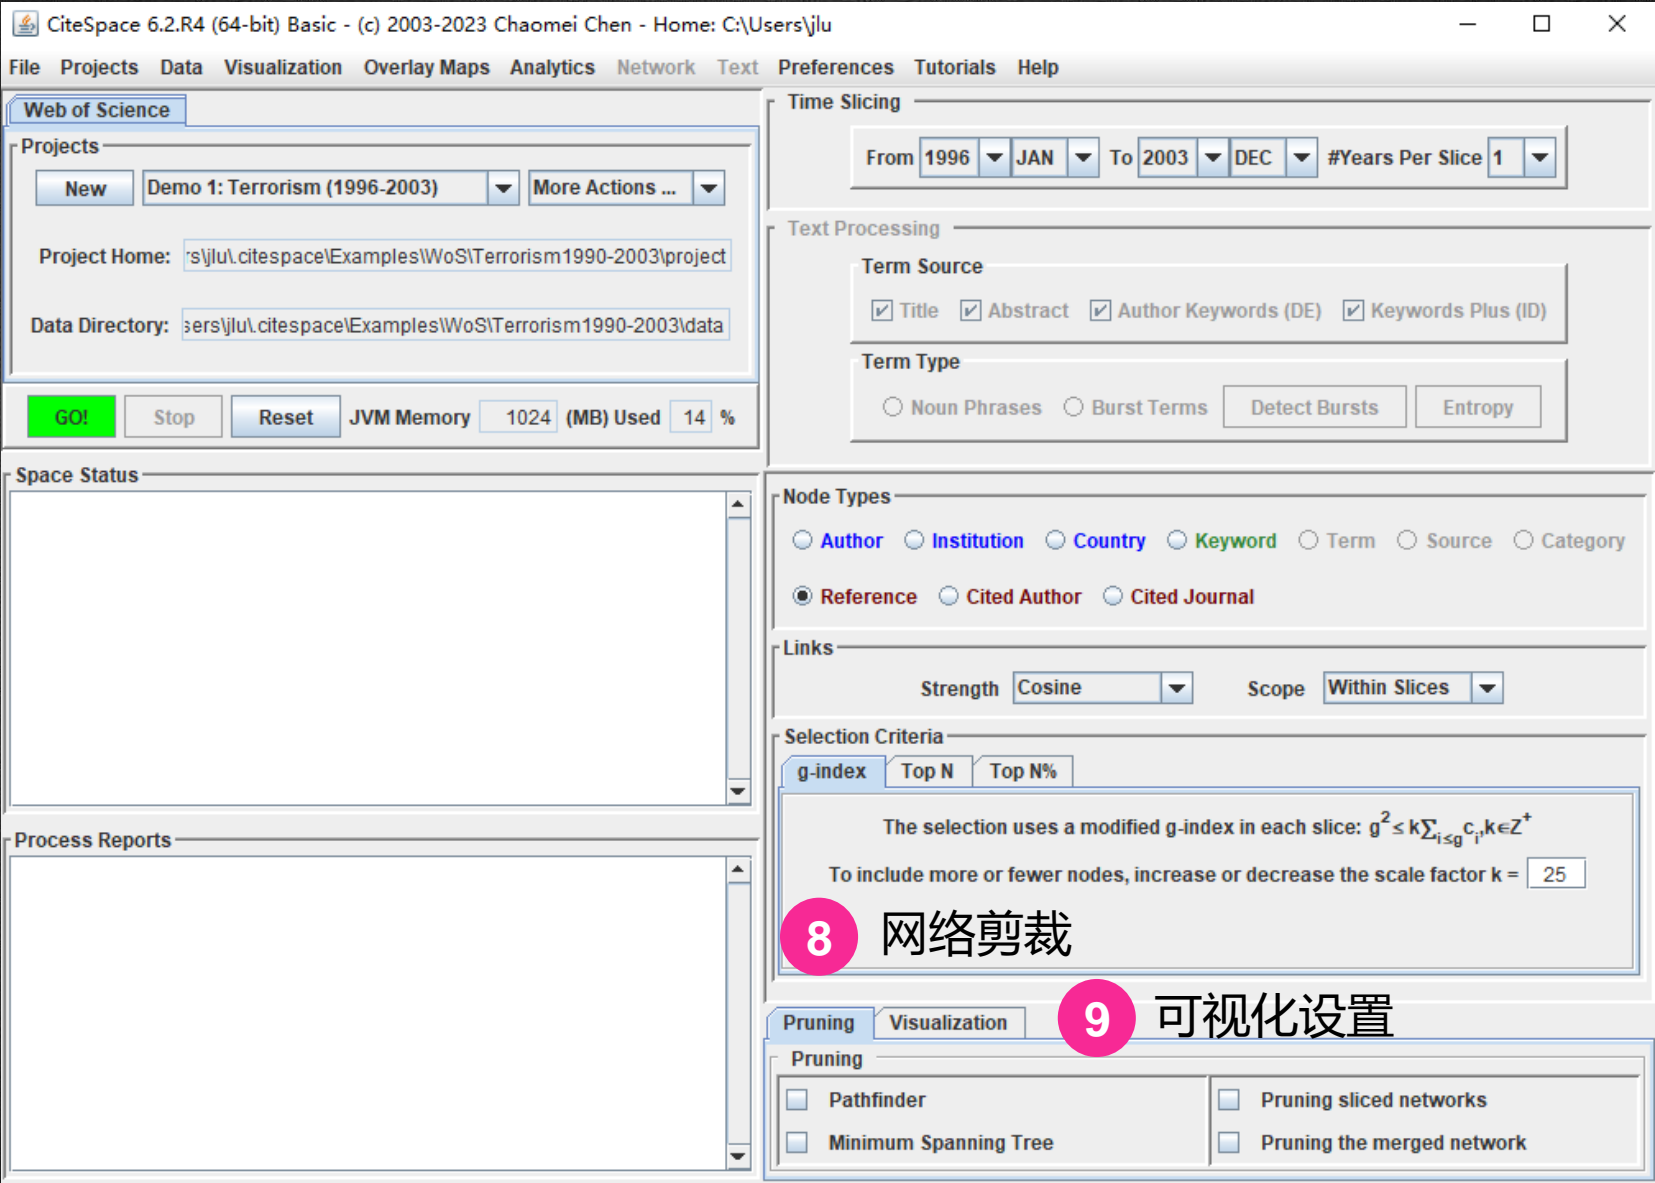 CiteSpace 6.2.R4 (64-bit) Basic - (c) 2003-2023 Chaomei Chen - Home: C:\Users\jlu
File Projects Data Visualization Overlay Maps Analytics Network Text Preferences Tutorials Help
Web of Science
Projects
New Demo 1: Terrorism (1996-2003) More Actions ...
Project Home: rs\jlu\.citespace\Examples\WoS\Terrorism1990-2003\project
Data Directory: sers\jlu\.citespace\Examples\WoS\Terrorism1990-2003\data
GO! Stop Reset JVM Memory 1024 (MB) Used 14 %
Space Status
Process Reports
Time Slicing
From 1996 JAN To 2003 DEC #Years Per Slice 1
Text Processing
Term Source
Title Abstract Author Keywords (DE) Keywords Plus (ID)
Term Type
Noun Phrases Burst Terms Detect Bursts Entropy
Node Types
Author Institution Country Keyword Term Source Category
Reference Cited Author Cited Journal
Links
Strength Cosine Scope Within Slices
Selection Criteria
g-index Top N Top N%
The selection uses a modified g-index in each slice: g² ≤ k∑i≤g ci, k∈Z⁺
To include more or fewer nodes, increase or decrease the scale factor k = 25
8 网络剪裁
9 可视化设置
Pruning Visualization
Pruning
Pathfinder Pruning sliced networks
Minimum Spanning Tree Pruning the merged network